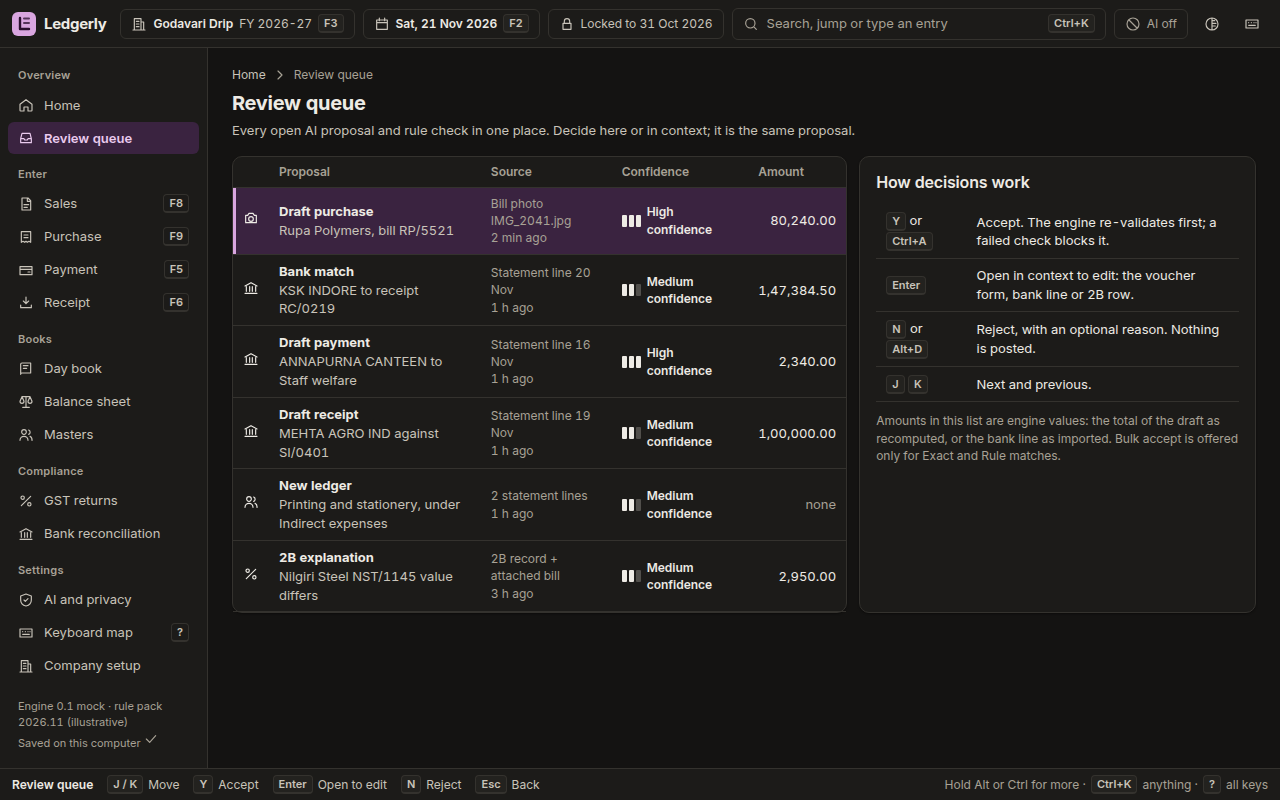 Ledgerly
Godavari Drip FY 2026-27 F3
Sat, 21 Nov 2026 F2
Locked to 31 Oct 2026
Search, jump or type an entry Ctrl+K
AI off
Overview
Home
Review queue
Enter
Sales F8
Purchase F9
Payment F5
Receipt F6
Books
Day book
Balance sheet
Masters
Compliance
GST returns
Bank reconciliation
Settings
AI and privacy
Keyboard map ?
Company setup
Engine 0.1 mock · rule pack
2026.11 (illustrative)
Saved on this computer
Home Review queue
Review queue
Every open AI proposal and rule check in one place. Decide here or in context; it is the same proposal.
Proposal Source Confidence Amount
Draft purchase
Rupa Polymers, bill RP/5521
Bill photo
IMG_2041.jpg
2 min ago
High
confidence
80,240.00
Bank match
KSK INDORE to receipt
RC/0219
Statement line 20
Nov
1 h ago
Medium
confidence
1,47,384.50
Draft payment
ANNAPURNA CANTEEN to
Staff welfare
Statement line 16
Nov
1 h ago
High
confidence
2,340.00
Draft receipt
MEHTA AGRO IND against
SI/0401
Statement line 19
Nov
1 h ago
Medium
confidence
1,00,000.00
New ledger
Printing and stationery, under
Indirect expenses
2 statement lines
1 h ago
Medium
confidence
none
2B explanation
Nilgiri Steel NST/1145 value
differs
2B record +
attached bill
3 h ago
Medium
confidence
2,950.00
How decisions work
Y or
Ctrl+A
Accept. The engine re-validates first; a
failed check blocks it.
Enter
Open in context to edit: the voucher
form, bank line or 2B row.
N or
Alt+D
Reject, with an optional reason. Nothing
is posted.
J K
Next and previous.
Amounts in this list are engine values: the total of the draft as
recomputed, or the bank line as imported. Bulk accept is offered
only for Exact and Rule matches.
Review queue J / K Move Y Accept Enter Open to edit N Reject Esc Back
Hold Alt or Ctrl for more · Ctrl+K anything · ? all keys